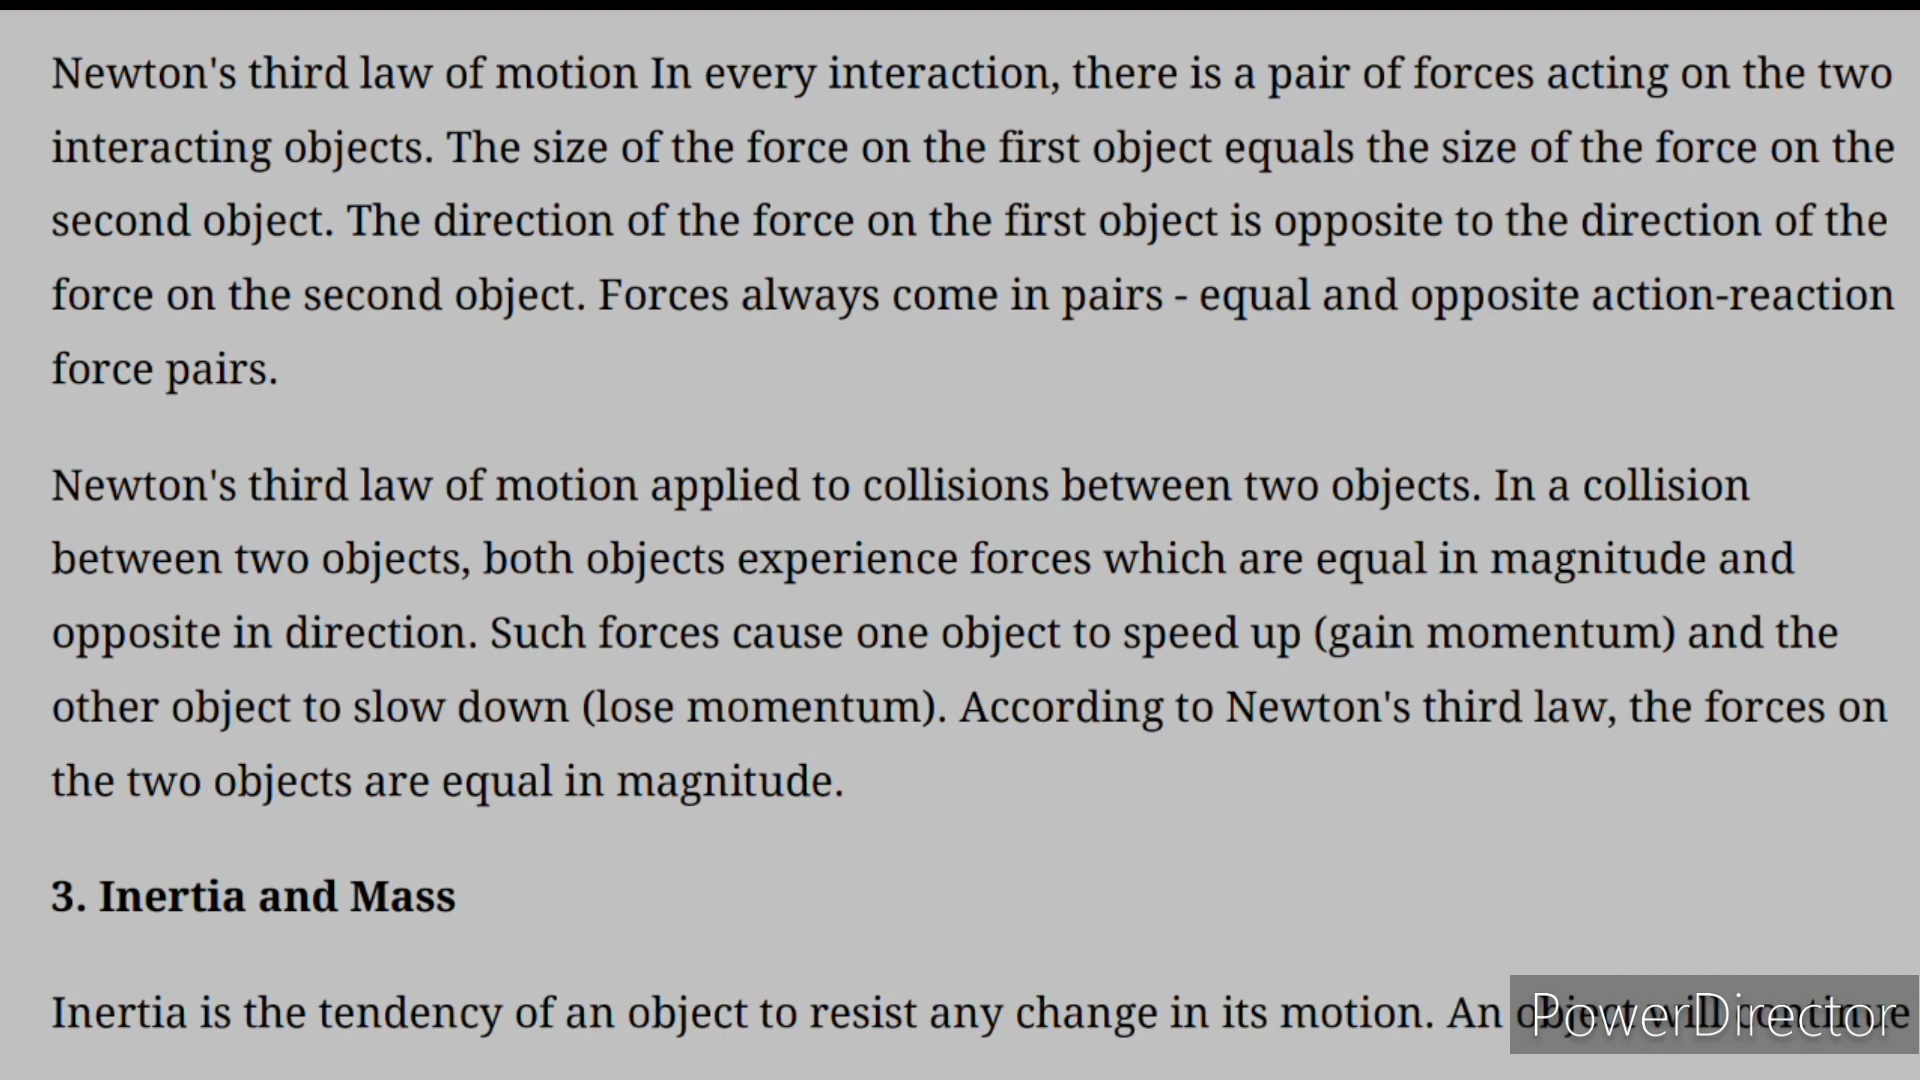 Newton's third law of motion In every interaction, there is a pair of forces acting on the two
interacting objects. The size of the force on the first object equals the size of the force on the
second object. The direction of the force on the first object is opposite to the direction of the
force on the second object. Forces always come in pairs - equal and opposite action-reaction
force pairs.
Newton's third law of motion applied to collisions between two objects. In a collision
between two objects, both objects experience forces which are equal in magnitude and
opposite in direction. Such forces cause one object to speed up (gain momentum) and the
other object to slow down (lose momentum). According to Newton's third law, the forces on
the two objects are equal in magnitude.
3. Inertia and Mass
Inertia is the tendency of an object to resist any change in its motion. An object will continue
PowerDirector